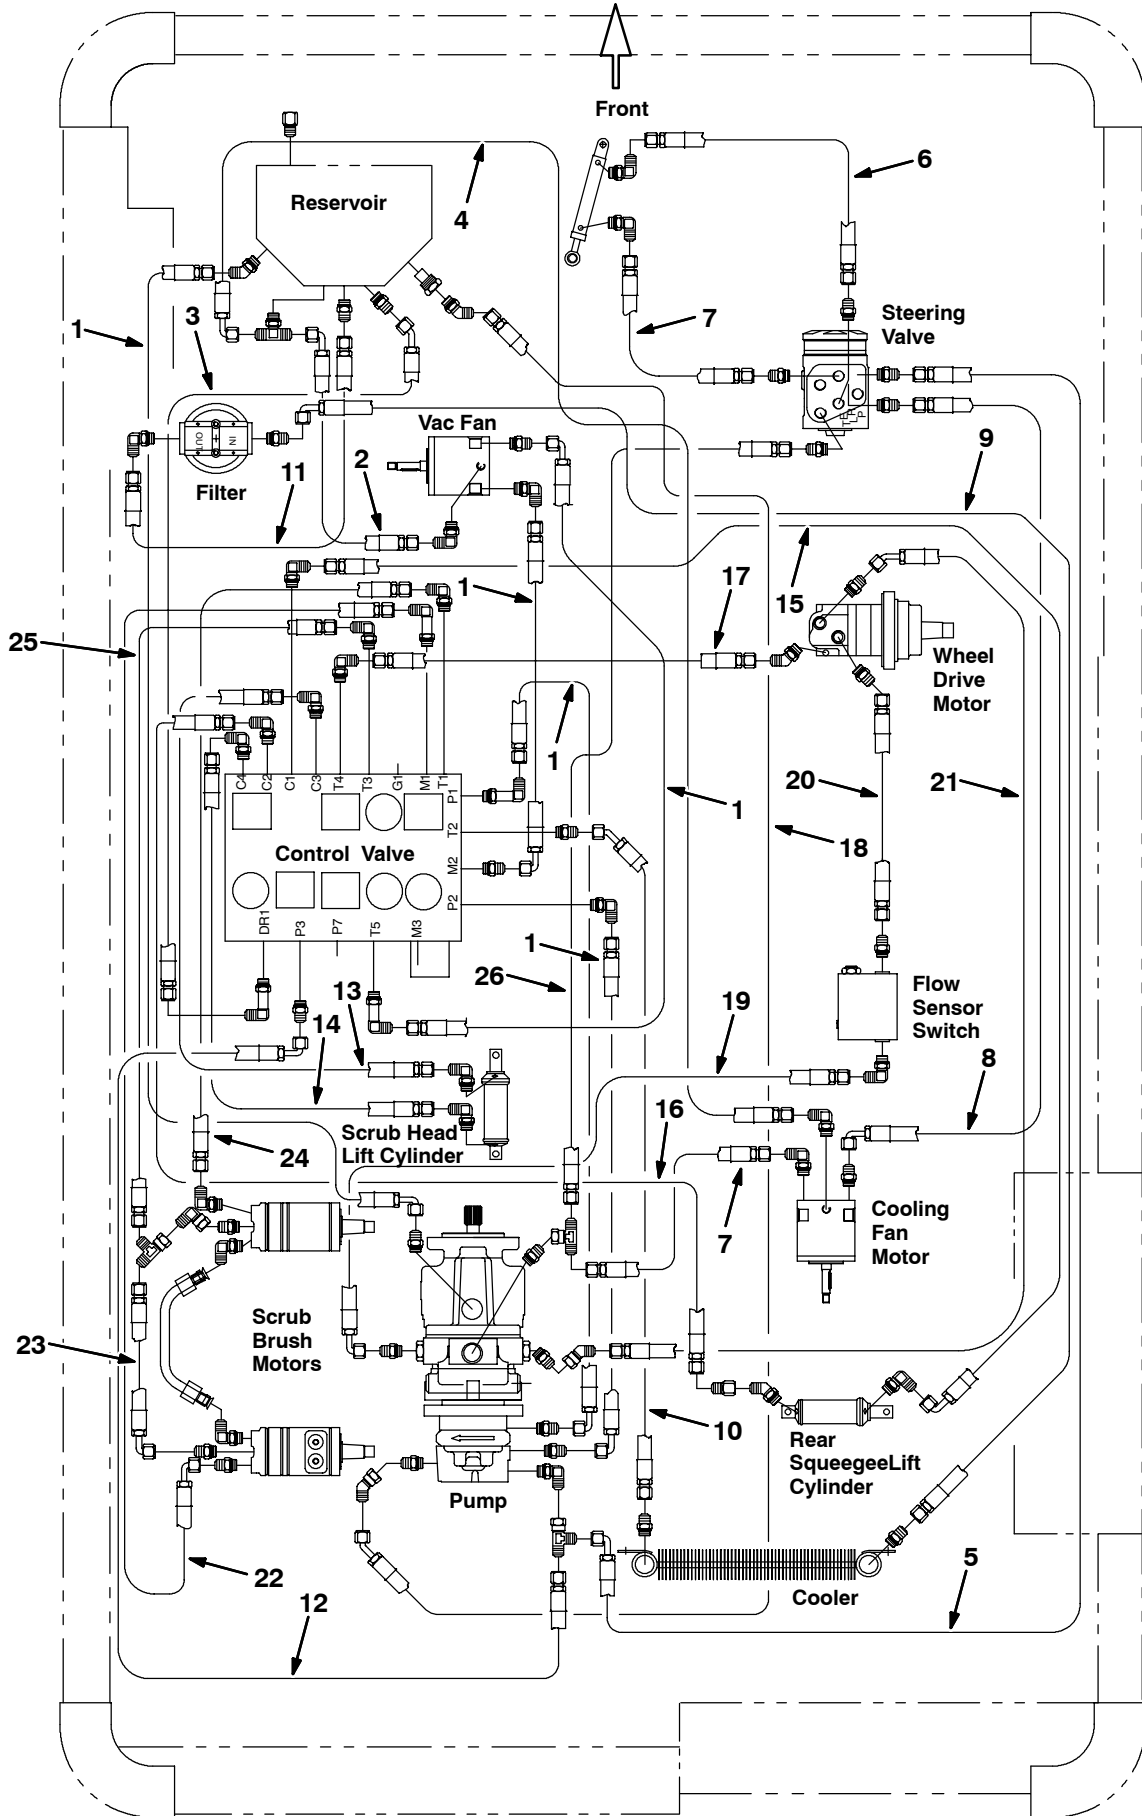 Front
Reservoir
4
6
1
3
7
Steering
Valve
T
E
L
R
P
OUT
IN
Vac Fan
Filter
9
11
2
15
17
1
25
Wheel
Drive
Motor
1
20
21
1
18
C4
C2
C1
C3
T4
T3
G1
M1
T1
P1
T2
M2
P2
Control Valve
DR1
P3
P7
T5
M3
1
26
Flow
Sensor
Switch
13
14
19
8
16
Scrub Head
Lift Cylinder
24
7
Cooling
Fan
Motor
Scrub
Brush
Motors
23
10
Rear
SqueegeeLift
Cylinder
Pump
22
5
Cooler
12